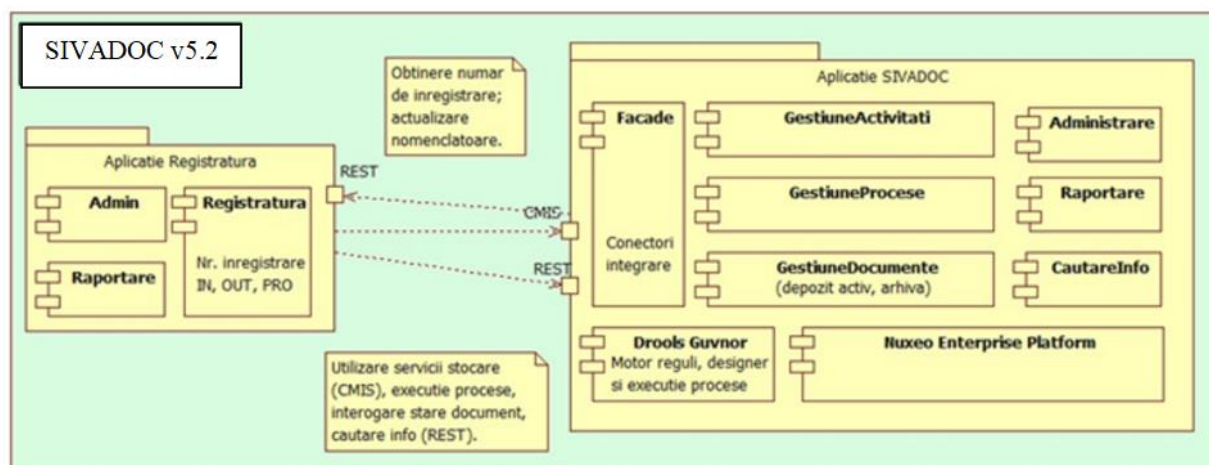 SIVADOC v5.2
Obtinere numar
de inregistrare;
actualizare
nomenclatoare.
Aplicatie Registratura
Admin
Registratura
Nr. inregistrare
IN, OUT, PRO
Raportare
REST
CMIS
REST
Utilizare servicii stocare
(CMIS), executie procese,
interogare stare document,
cautare info (REST).
Aplicatie SIVADOC
Facade
Conectori
integrare
GestiuneActivitati
Administrare
GestiuneProcese
Raportare
GestiuneDocumente
(depozit activ, arhiva)
CautareInfo
Drools Guvnor
Motor reguli, designer
si executie procese
Nuxeo Enterprise Platform